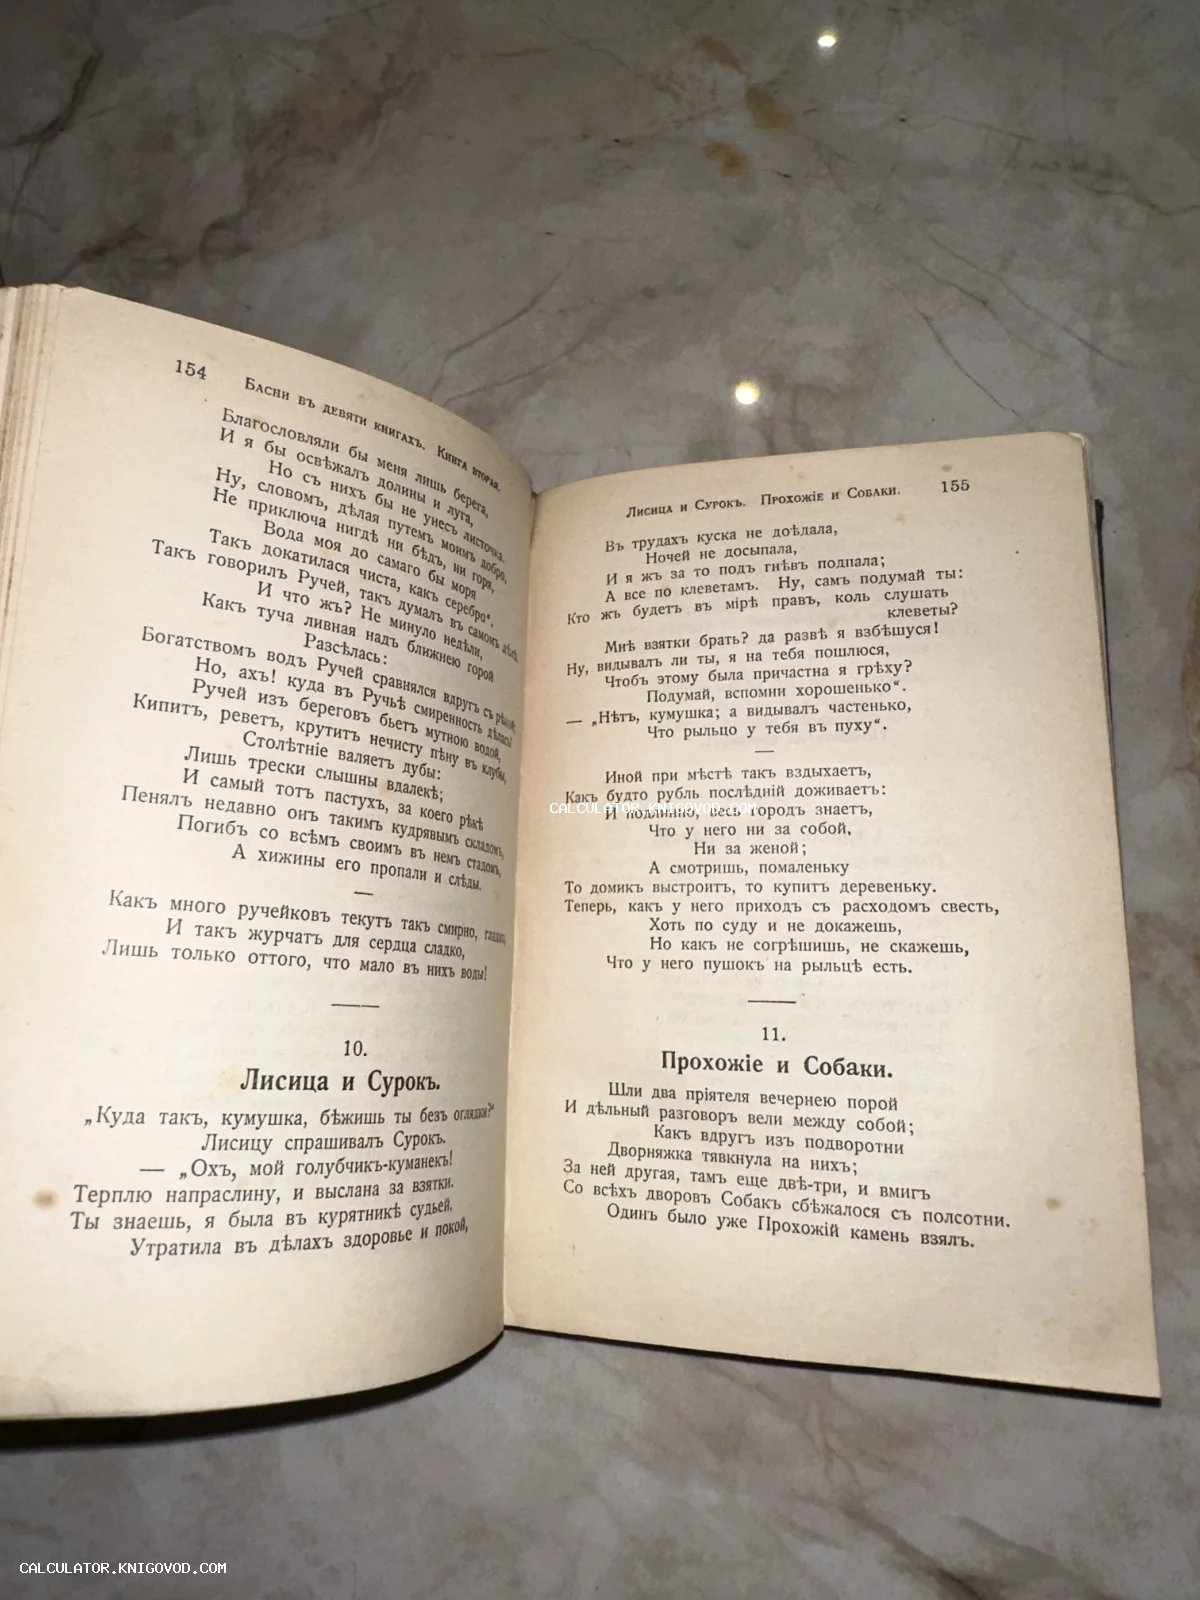 154 Басни въ девяти книгахъ. Книга вторая.
Благословляли бы меня лишь берега,
И я бы освѣжалъ долины и луга,
Но съ нихъ бы не унесъ листочка.
Ну, словомъ, дѣлая путемъ моимъ добро,
Не приключа нигдѣ ни бѣдъ, ни горя,
Вода моя до самаго бы моря
Такъ докатилася чиста, какъ серебро“.
Такъ говорилъ Ручей, такъ думалъ въ самомъ дѣлѣ.
И что жъ? Не минуло недѣли,
Какъ туча ливная надъ ближнею горой
Разсѣлась:
Богатствомъ водъ Ручей сравнялся вдругъ съ рѣкой;
Но, ахъ! куда въ Ручьѣ смиренность дѣлась!
Ручей изъ береговъ бьетъ мутною водой,
Кипитъ, реветъ, крутитъ нечисту пѣну въ клубы,
Столѣтніе валяетъ дубы:
Лишь трески слышны вдалекѣ;
И самый тотъ пастухъ, за коего рѣкѣ
Пенялъ недавно онъ такимъ кудрявымъ складомъ,
Погибъ со всѣмъ своимъ въ немъ стадомъ,
А хижины его пропали и слѣды.
—
Какъ много ручейковъ текутъ такъ смирно, гладко,
И такъ журчатъ для сердца сладко,
Лишь только оттого, что мало въ нихъ воды!
10.
Лисица и Сурокъ.
„Куда такъ, кумушка, бѣжишь ты безъ оглядки?“
Лисицу спрашивалъ Сурокъ.
— „Охъ, мой голубчикъ-куманекъ!
Терплю напраслину, и выслана за взятки.
Ты знаешь, я была въ курятникѣ судьей,
Утратила въ дѣлахъ здоровье и покой,
Лисица и Сурокъ. Прохожіе и Собаки. 155
Въ трудахъ куска не доѣдала,
Ночей не досыпала,
И я жъ за то подъ гнѣвъ подпала;
А все по клеветамъ. Ну, самъ подумай ты:
Кто жъ будетъ въ мірѣ правъ, коль слушать
клеветы?
Мнѣ взятки брать? да развѣ я взбѣшуся!
Ну, видывалъ ли ты, я на тебя пошлюся,
Чтобъ этому была причастна я грѣху?
Подумай, вспомни хорошенько“.
— „Нѣтъ, кумушка; а видывалъ частенько,
Что рыльцо у тебя въ пуху“.
—
Иной при мѣстѣ такъ вздыхаетъ,
Какъ будто рубль послѣдній доживаетъ:
И подлинно, весь городъ знаетъ,
Что у него ни за собой,
Ни за женой;
А смотришь, помаленьку
То домикъ выстроитъ, то купитъ деревеньку.
Теперь, какъ у него приходъ съ расходомъ свесть,
Хоть по суду и не докажешь,
Но какъ не согрѣшишь, не скажешь,
Что у него пушокъ на рыльцѣ есть.
11.
Прохожіе и Собаки.
Шли два пріятеля вечернею порой
И дѣльный разговоръ вели между собой;
Какъ вдругъ изъ подворотни
Дворняжка тявкнула на нихъ;
За ней другая, тамъ еще двѣ-три, и вмигъ
Со всѣхъ дворовъ Собакъ сбѣжалося съ полсотни.
Одинъ было уже Прохожій камень взялъ.
CALCULATOR.KNIGOVOD.COM
CALCULATOR.KNIGOVOD.COM